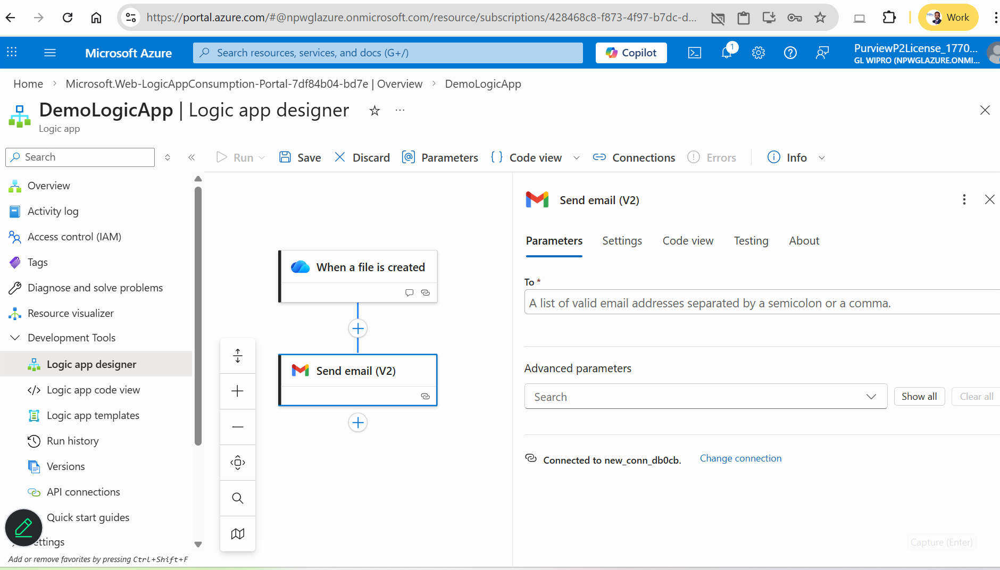 https://portal.azure.com/#@npwglazure.onmicrosoft.com/resource/subscriptions/428468c8-f873-4f97-b7dc-d...
Work
Microsoft Azure
Search resources, services, and docs (G+/)
Copilot
1
PurviewP2License_1770...
GL WIPRO (NPWGLAZURE.ONMI...
Home > Microsoft.Web-LogicAppConsumption-Portal-7df84b04-bd7e | Overview > DemoLogicApp
DemoLogicApp | Logic app designer
Logic app
Search
Run
Save
Discard
Parameters
Code view
Connections
Errors
Info
Overview
Activity log
Access control (IAM)
Tags
Diagnose and solve problems
Resource visualizer
Development Tools
Logic app designer
Logic app code view
Logic app templates
Run history
Versions
API connections
Quick start guides
ettings
Add or remove favorites by pressing Ctrl+Shift+F
When a file is created
Send email (V2)
Send email (V2)
Parameters
Settings
Code view
Testing
About
To *
A list of valid email addresses separated by a semicolon or a comma.
Advanced parameters
Search
Show all
Clear all
Connected to new_conn_db0cb.
Change connection
Capture (Enter)